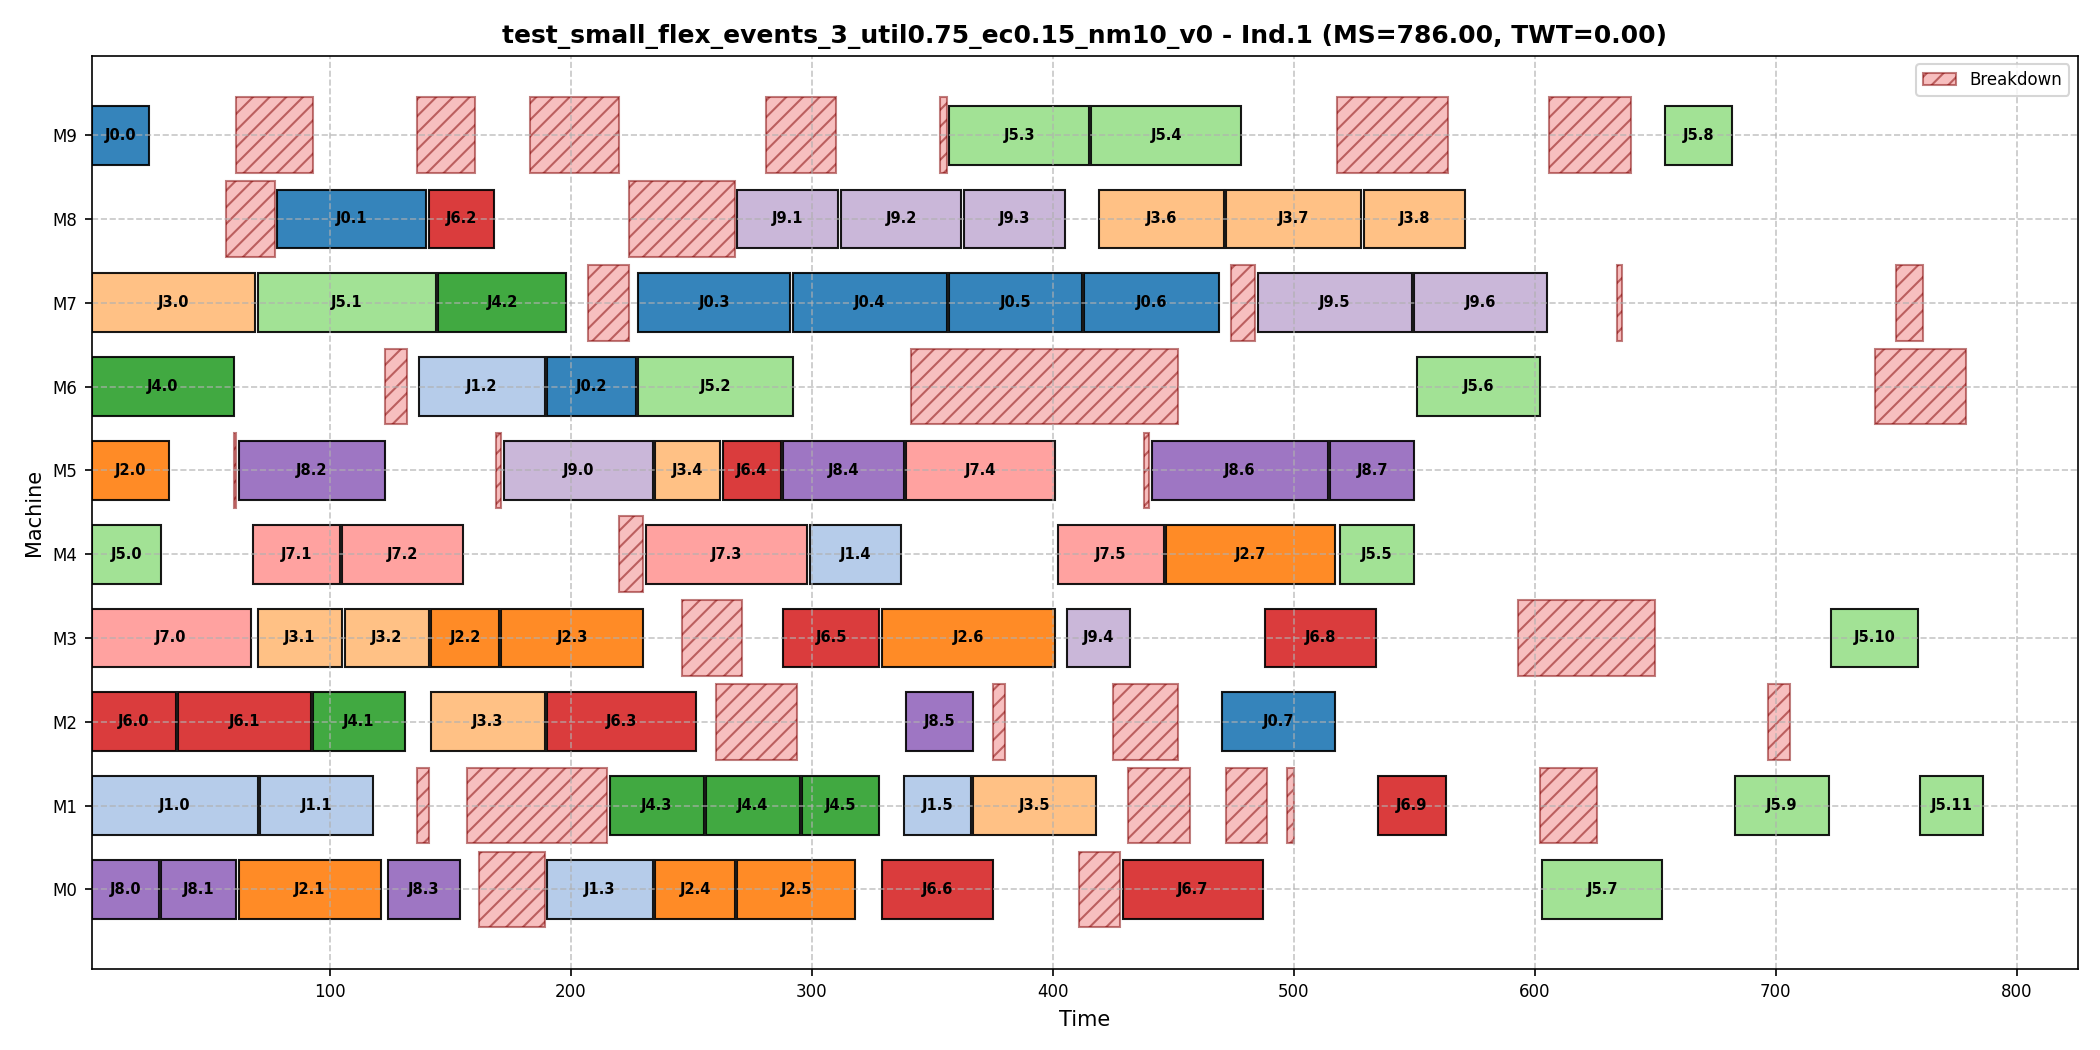 test_small_flex_events_3_util0.75_ec0.15_nm10_v0 - Ind.1 (MS=786.00, TWT=0.00)
Breakdown
M9 J0.0 J5.3 J5.4 J5.8
M8 J0.1 J6.2 J9.1 J9.2 J9.3 J3.6 J3.7 J3.8
M7 J3.0 J5.1 J4.2 J0.3 J0.4 J0.5 J0.6 J9.5 J9.6
M6 J4.0 J1.2 J0.2 J5.2 J5.6
M5 J2.0 J8.2 J9.0 J3.4 J6.4 J8.4 J7.4 J8.6 J8.7
M4 J5.0 J7.1 J7.2 J7.3 J1.4 J7.5 J2.7 J5.5
M3 J7.0 J3.1 J3.2 J2.2 J2.3 J6.5 J2.6 J9.4 J6.8 J5.10
M2 J6.0 J6.1 J4.1 J3.3 J6.3 J8.5 J0.7
M1 J1.0 J1.1 J4.3 J4.4 J4.5 J1.5 J3.5 J6.9 J5.9 J5.11
M0 J8.0 J8.1 J2.1 J8.3 J1.3 J2.4 J2.5 J6.6 J6.7 J5.7
Machine
100 200 300 400 500 600 700 800
Time